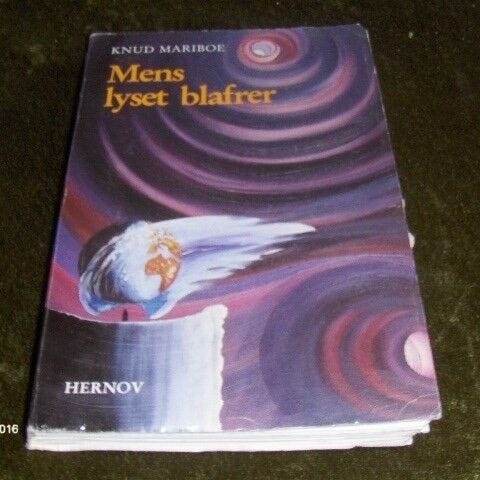 KNUD MARIBOE
Mens
lyset blafrer
HERNOV
016